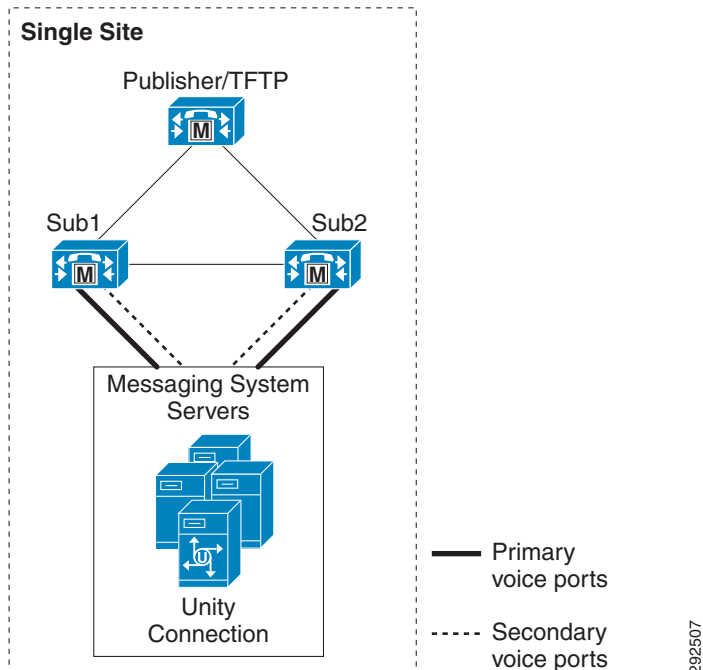 Single Site
Publisher/TFTP
M
Sub1
Sub2
M
M
Messaging System
Servers
U
Unity
Connection
Primary
voice ports
Secondary
voice ports
292507